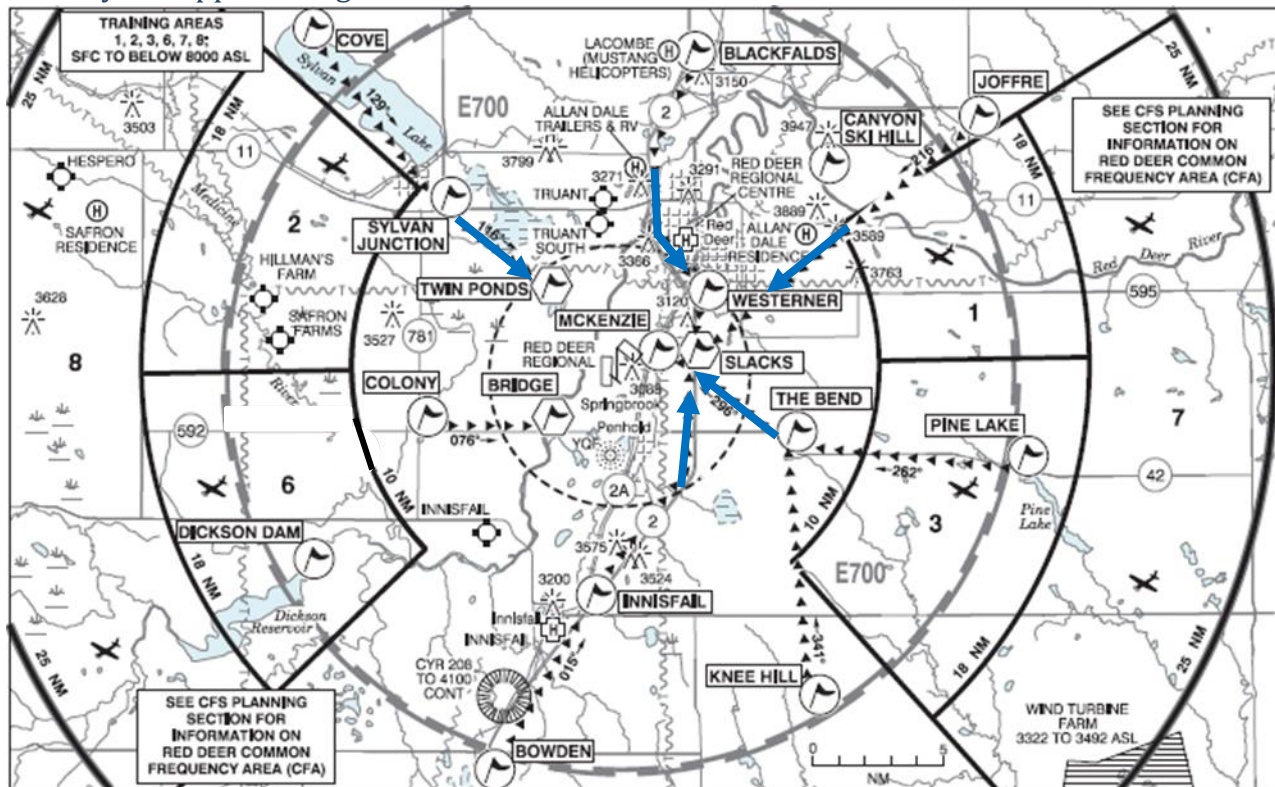 TRAINING AREAS
1, 2, 3, 6, 7, 8;
SFC TO BELOW 8000 ASL
25 NM
18 NM
3503
11
HESPERO
SAFRON
RESIDENCE
H
Medicine
River
2
HILLMAN'S
FARM
SAFRON
FARMS
3628
8
COVE
Sylvan
Lake
129°
E700
LACOMBE
(MUSTANG
HELICOPTERS)
H
BLACKFALDS
3150
2
ALLAN DALE
TRAILERS & RV
H
3799
3271
3291
TRUANT
TRUANT
SOUTH
SYLVAN
JUNCTION
116°
TWIN PONDS
3366
RED DEER
REGIONAL
CENTRE
H
Red
Deer
3947
CANYON
SKI HILL
3889
ALLAN
DALE
RESIDENCE
H
3589
3763
JOFFRE
216°
25 NM
18 NM
SEE CFS PLANNING
SECTION FOR
INFORMATION ON
RED DEER COMMON
FREQUENCY AREA (CFA)
11
Red Deer River
595
1
WESTERNER
3120
MCKENZIE
SLACKS
RED DEER
REGIONAL
3088
Springbrook
Penhold
YQF
2A
3527
781
COLONY
076°
BRIDGE
296°
THE BEND
PINE LAKE
262°
42
7
Pine
Lake
3
10 NM
592
6
10 NM
INNISFAIL
DICKSON DAM
Dickson
Reservoir
18 NM
25 NM
2
3575
3524
3200
INNISFAIL
Innisfail
INNISFAIL
H
CYR 208
TO 4100
CONT
015°
BOWDEN
E700
341°
KNEE HILL
18 NM
25 NM
SEE CFS PLANNING
SECTION FOR
INFORMATION ON
RED DEER COMMON
FREQUENCY AREA (CFA)
WIND TURBINE
FARM
3322 TO 3492 ASL
0 5
NM